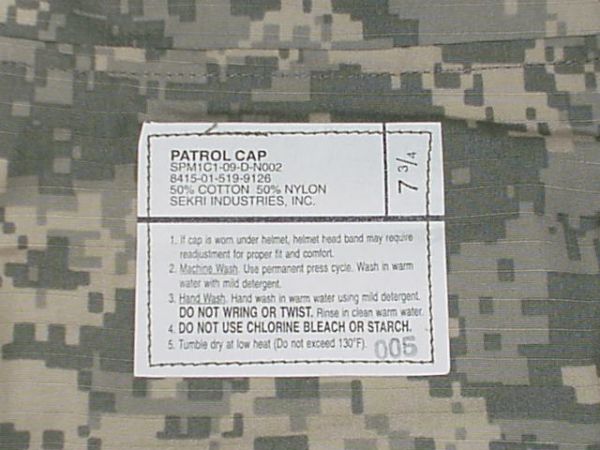 PATROL CAP
SPM1C1-09-D-N002
8415-01-519-9126
50% COTTON 50% NYLON
SEKRI INDUSTRIES, INC.
7 3/4
1. If cap is worn under helmet, helmet head band may require
readjustment for proper fit and comfort.
2. Machine Wash. Use permanent press cycle. Wash in warm
water with mild detergent.
3. Hand Wash. Hand wash in warm water using mild detergent.
DO NOT WRING OR TWIST. Rinse in clean warm water.
4. DO NOT USE CHLORINE BLEACH OR STARCH.
5. Tumble dry at low heat (Do not exceed 130°F).
005